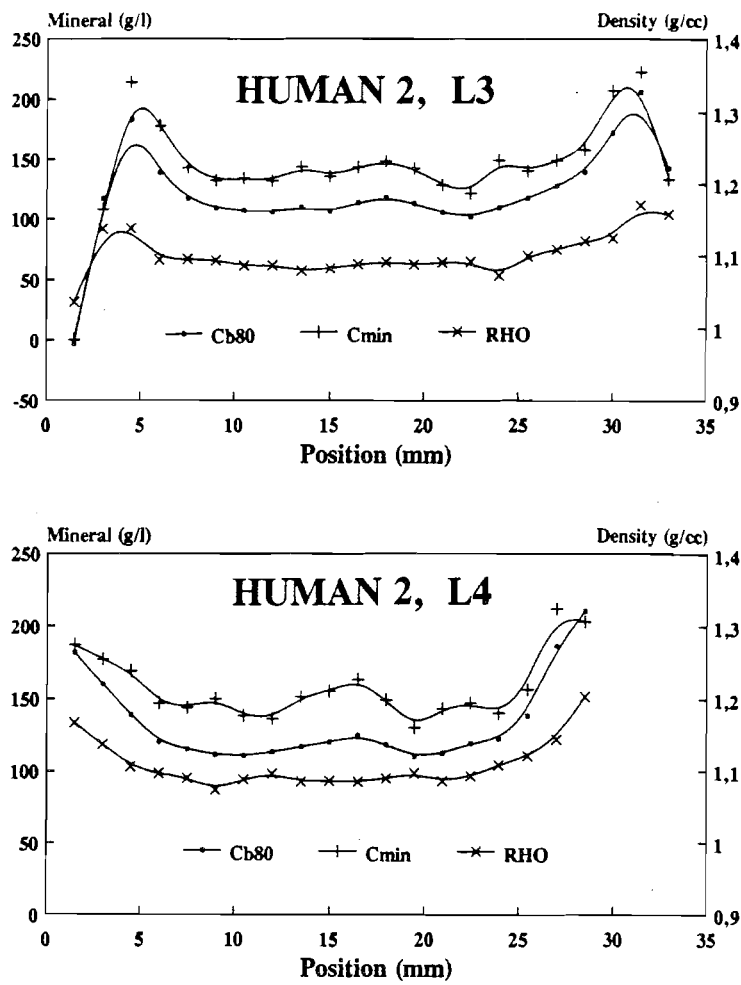 Mineral (g/l) Density (g/cc)
250 1,4
HUMAN 2, L3
200 1,3
150 1,2
100
50 1,1
0 Cb80 Cmin RHO 1
-50 0,9
0 5 10 15 20 25 30 35
Position (mm)
Mineral (g/l) Density (g/cc)
250 1,4
HUMAN 2, L4
200 1,3
150 1,2
100 1,1
50 Cb80 Cmin RHO 1
0 0,9
0 5 10 15 20 25 30 35
Position (mm)